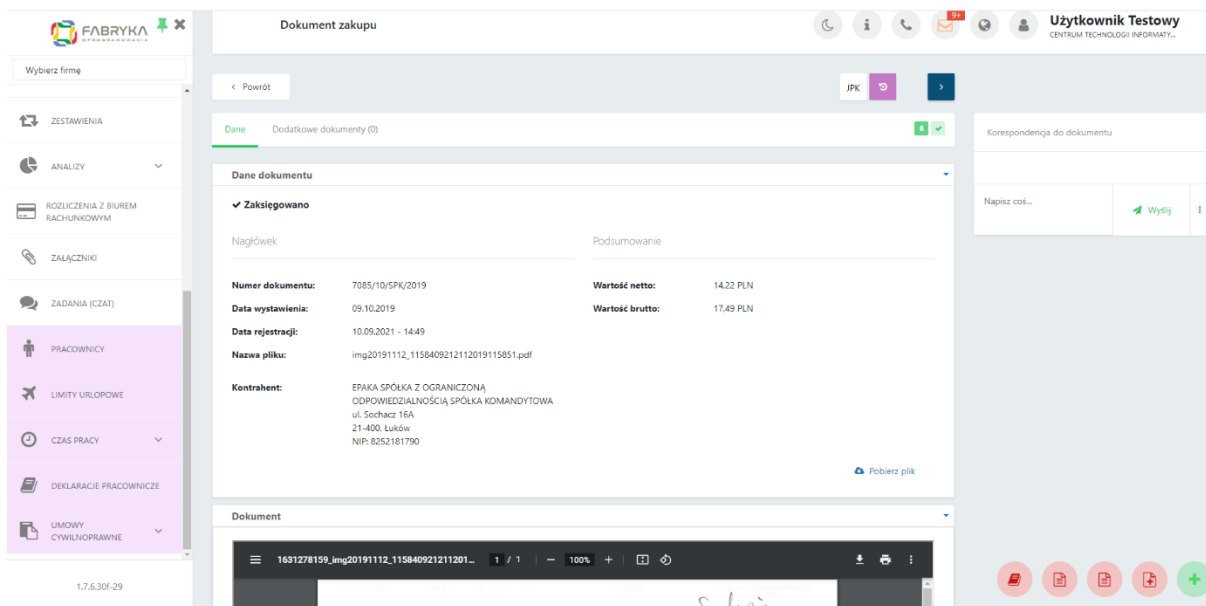 FABRYKA
OPROGRAMOWANIA
Wybierz firmę
ZESTAWIENIA
ANALIZY
ROZLICZENIA Z BIUREM
RACHUNKOWYM
ZAŁĄCZNIKI
ZADANIA (CZAT)
PRACOWNICY
LIMITY URLOPOWE
CZAS PRACY
DEKLARACJE PRACOWNICZE
UMOWY
CYWILNOPRAWNE
1.7.6.30f-29
Dokument zakupu
9+
Użytkownik Testowy
CENTRUM TECHNOLOGII INFORMATY...
Powrót
JPK
Dane Dodatkowe dokumenty (0)
Dane dokumentu
Zaksięgowano
Nagłówek
Numer dokumentu: 7085/10/SPK/2019
Data wystawienia: 09.10.2019
Data rejestracji: 10.09.2021 - 14:49
Nazwa pliku: img20191112_1158409212112019115851.pdf
Kontrahent: EPAKA SPÓŁKA Z OGRANICZONĄ
ODPOWIEDZIALNOŚCIĄ SPÓŁKA KOMANDYTOWA
ul. Sochacz 16A
21-400, Łuków
NIP: 8252181790
Podsumowanie
Wartość netto: 14,22 PLN
Wartość brutto: 17,49 PLN
Pobierz plik
Dokument
1631278159_img20191112_115840921211201... 1 / 1 100%
Korespondencja do dokumentu
Napisz coś...
Wyślij